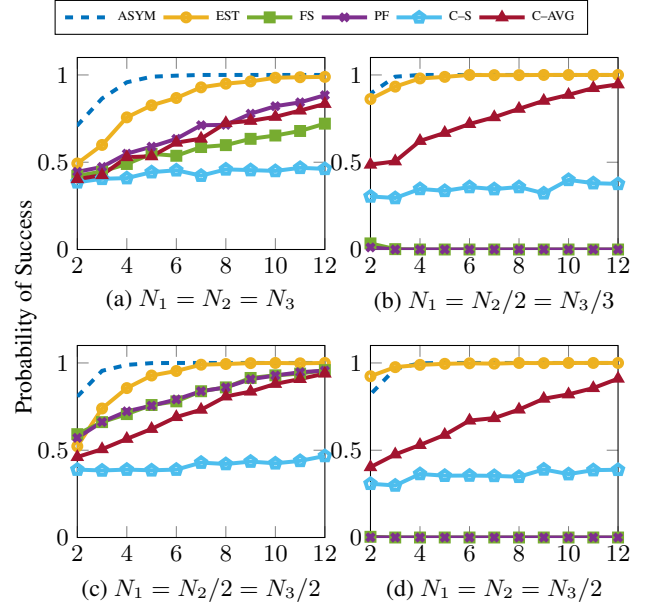 ASYM EST FS PF C–S C–AVG
Probability of Success
1
0.5
0
2 4 6 8 10 12
(a) N₁ = N₂ = N₃
1
0.5
0
2 4 6 8 10 12
(b) N₁ = N₂/2 = N₃/3
1
0.5
0
2 4 6 8 10 12
(c) N₁ = N₂/2 = N₃/2
1
0.5
0
2 4 6 8 10 12
(d) N₁ = N₂ = N₃/2